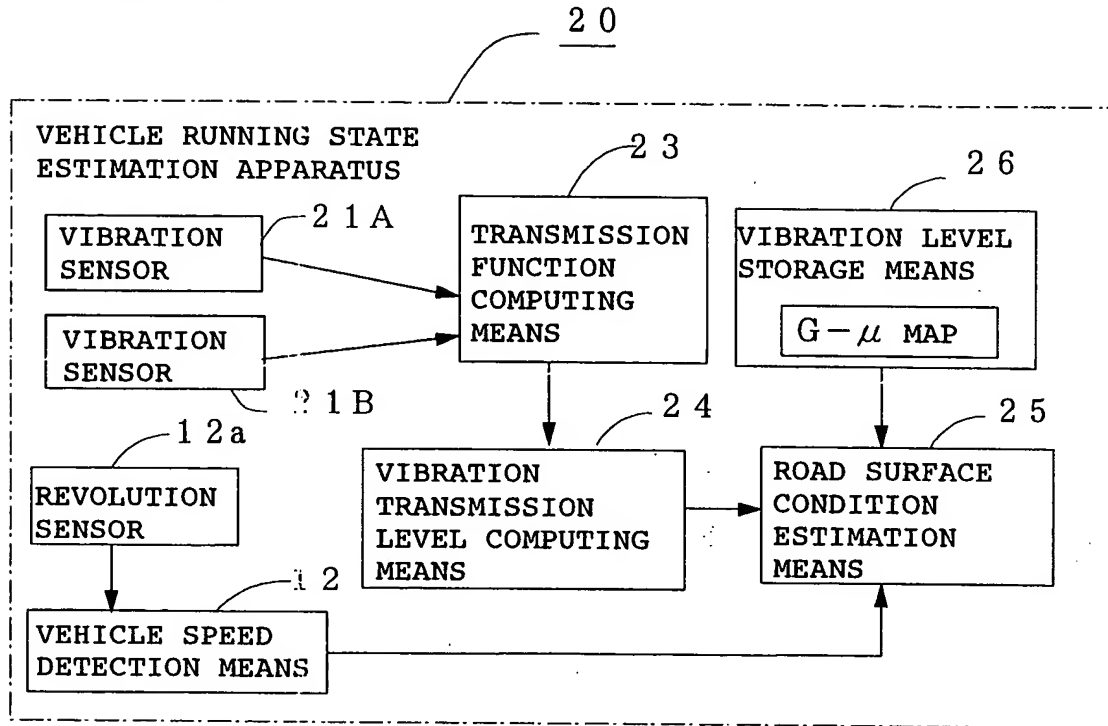 20
VEHICLE RUNNING STATE
ESTIMATION APPARATUS
21A
VIBRATION
SENSOR
VIBRATION
SENSOR
21B
23
TRANSMISSION
FUNCTION
COMPUTING
MEANS
26
VIBRATION LEVEL
STORAGE MEANS
G-μ MAP
12a
REVOLUTION
SENSOR
24
VIBRATION
TRANSMISSION
LEVEL COMPUTING
MEANS
25
ROAD SURFACE
CONDITION
ESTIMATION
MEANS
12
VEHICLE SPEED
DETECTION MEANS